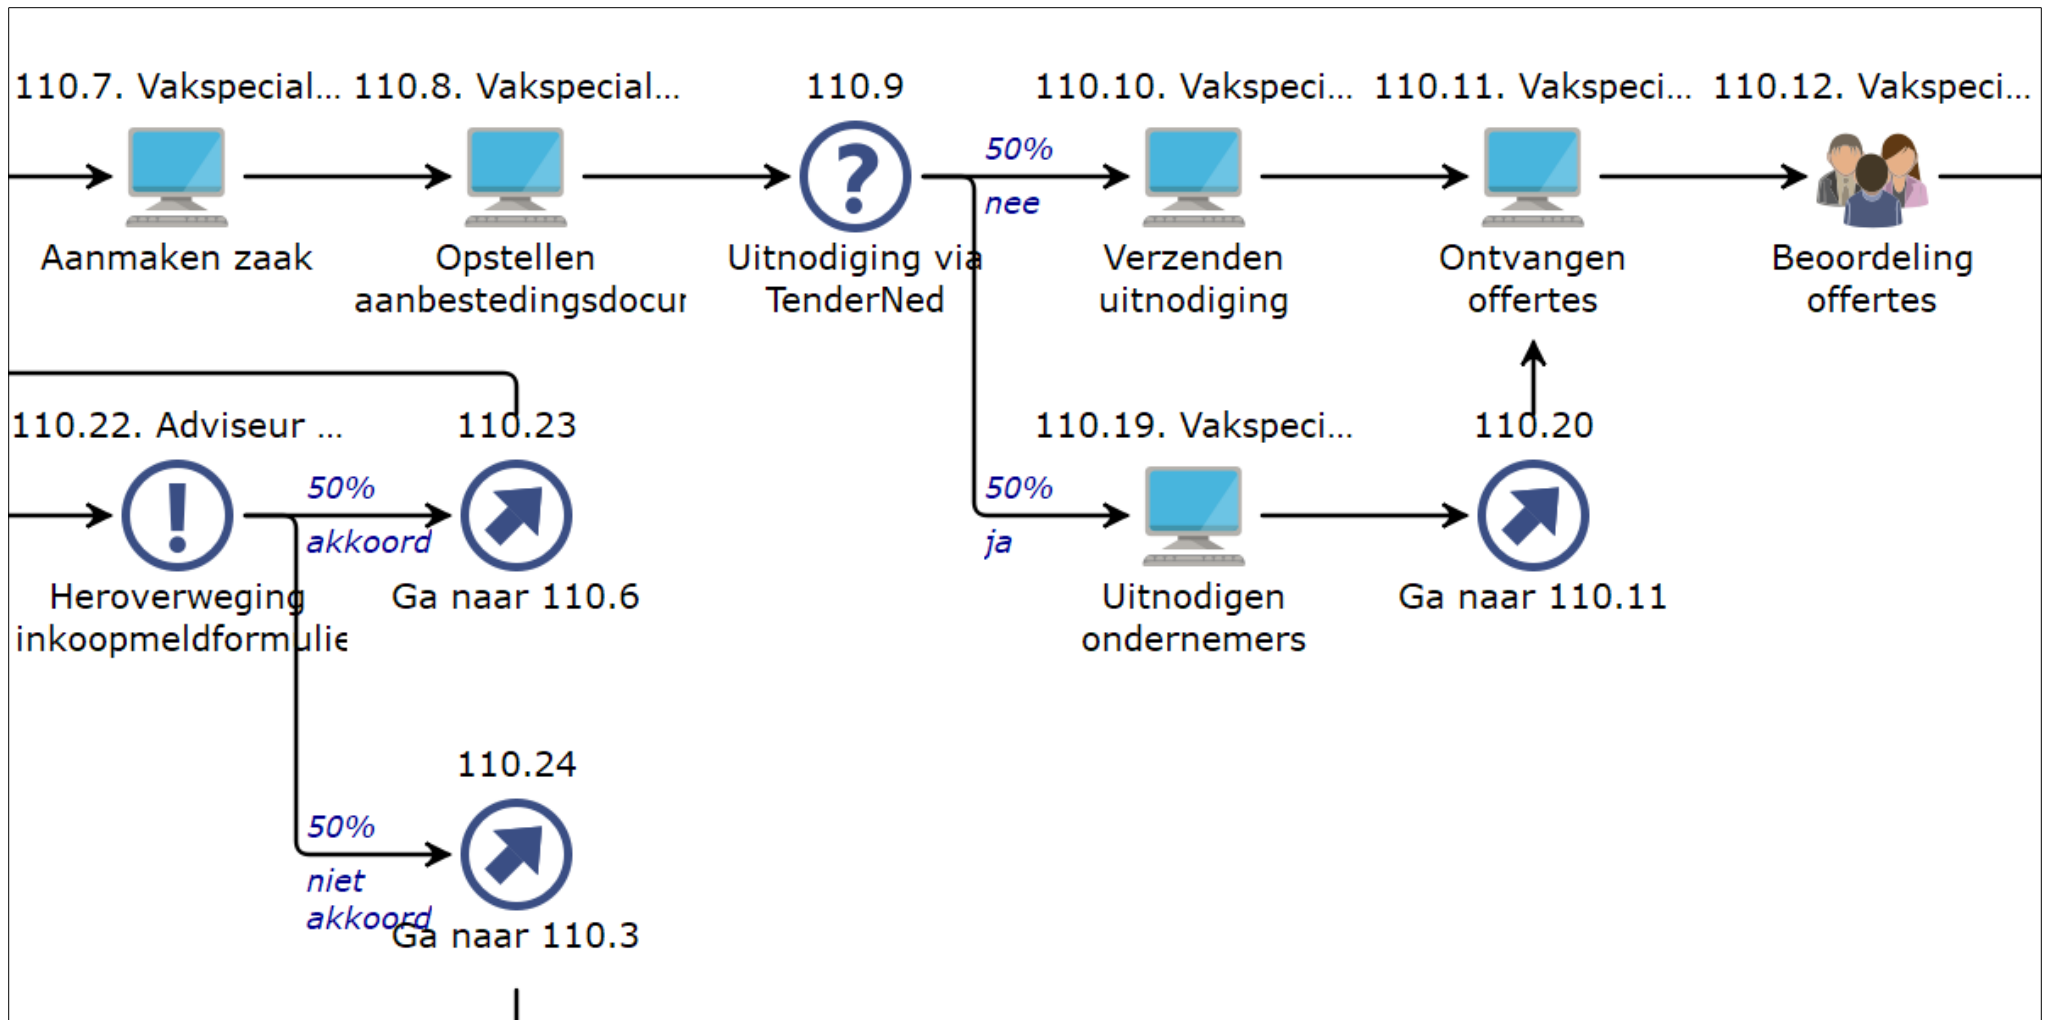 110.7. Vakspecial...
110.8. Vakspecial...
110.9
110.10. Vakspeci...
110.11. Vakspeci...
110.12. Vakspeci...
50%
nee
Aanmaken zaak
Opstellen
aanbestedingsdocur
Uitnodiging via
TenderNed
Verzenden
uitnodiging
Ontvangen
offertes
Beoordeling
offertes
110.22. Adviseur ...
110.23
110.19. Vakspeci...
110.20
50%
akkoord
50%
ja
Heroverweging
inkoopmeldformulie
Ga naar 110.6
Uitnodigen
ondernemers
Ga naar 110.11
110.24
50%
niet
akkoord
Ga naar 110.3